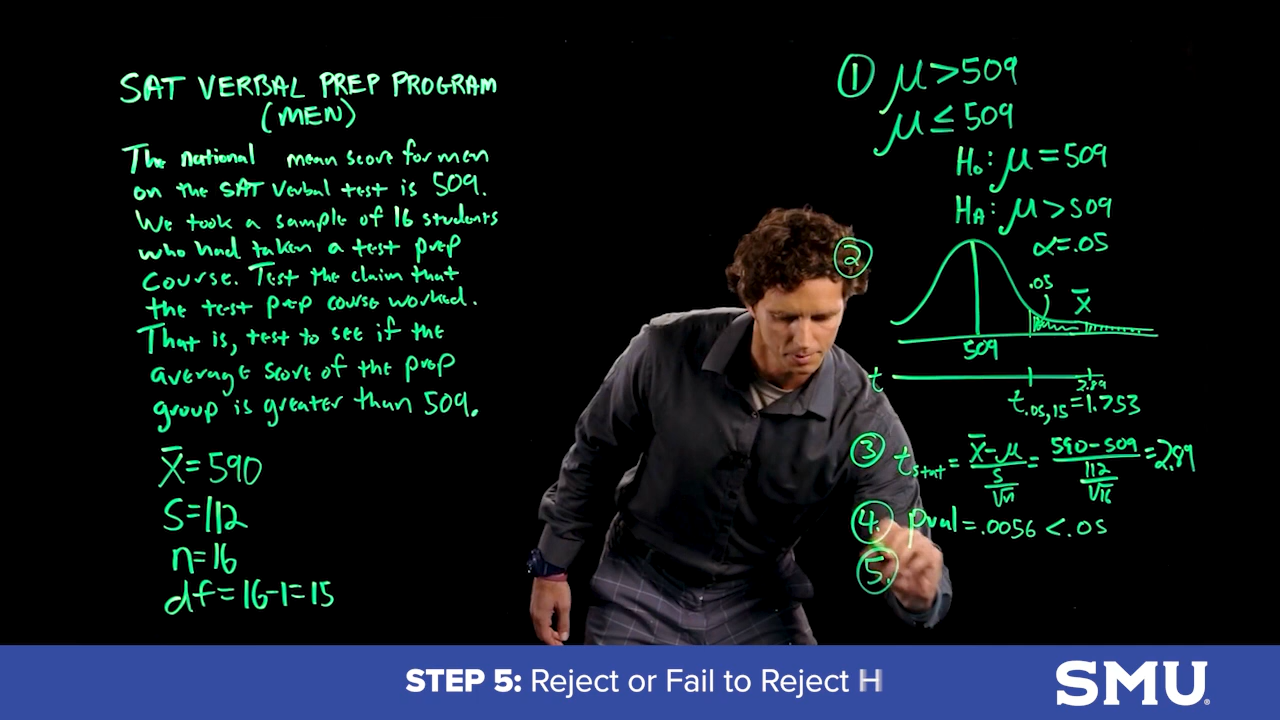 SAT VERBAL PREP PROGRAM
(MEN)
The national mean score for men
on the SAT Verbal test is 509.
We took a sample of 16 students
who had taken a test prep
course. Test the claim that
the test prep course worked.
That is, test to see if the
average score of the prep
group is greater than 509.
x̄=590
S=112
n=16
df=16-1=15
① μ>509
μ≤509
H₀: μ=509
Hₐ: μ>509
②
α=.05
.05
x̄
509
t
2.89
t.05,15=1.753
③ tstat = (x̄-μ)/(s/√n) = (590-509)/(112/√16) = 2.89
④. pval=.0056 <.05
⑤.
STEP 5: Reject or Fail to Reject H
SMU